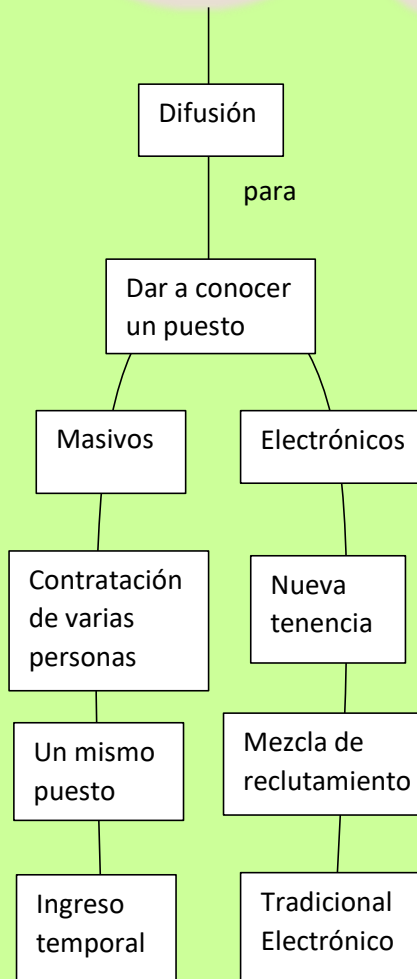 Difusión
para
Dar a conocer
un puesto
Masivos
Electrónicos
Contratación
de varias
personas
Nueva
tenencia
Un mismo
puesto
Mezcla de
reclutamiento
Ingreso
temporal
Tradicional
Electrónico